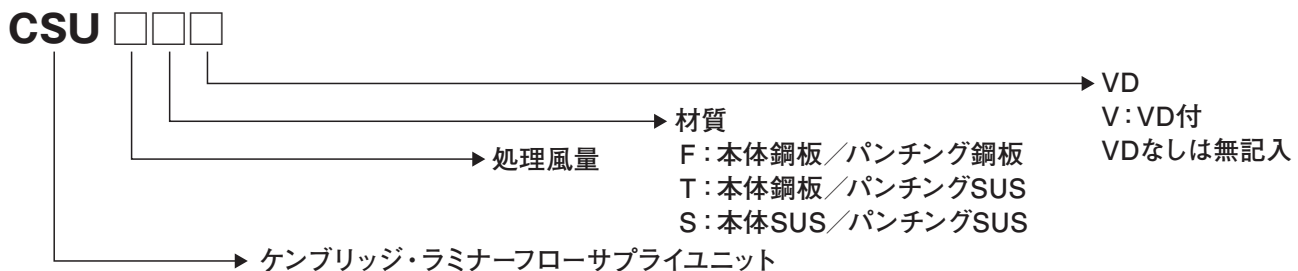 CSU □□□
VD
V：VD付
VDなしは無記入
材質
F：本体鋼板／パンチング鋼板
T：本体鋼板／パンチングSUS
S：本体SUS／パンチングSUS
処理風量
ケンブリッジ・ラミナーフローサプライユニット